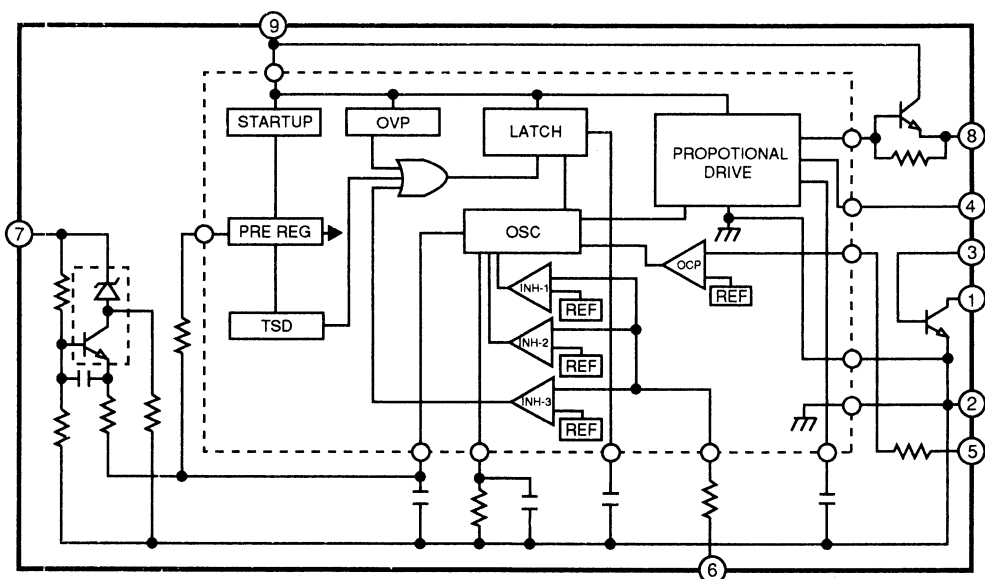 9
STARTUP
OVP
LATCH
PROPOTIONAL
DRIVE
8
4
7
PRE REG
OSC
OCP
3
REF
INH-1
REF
1
TSD
INH-2
REF
INH-3
REF
2
5
6